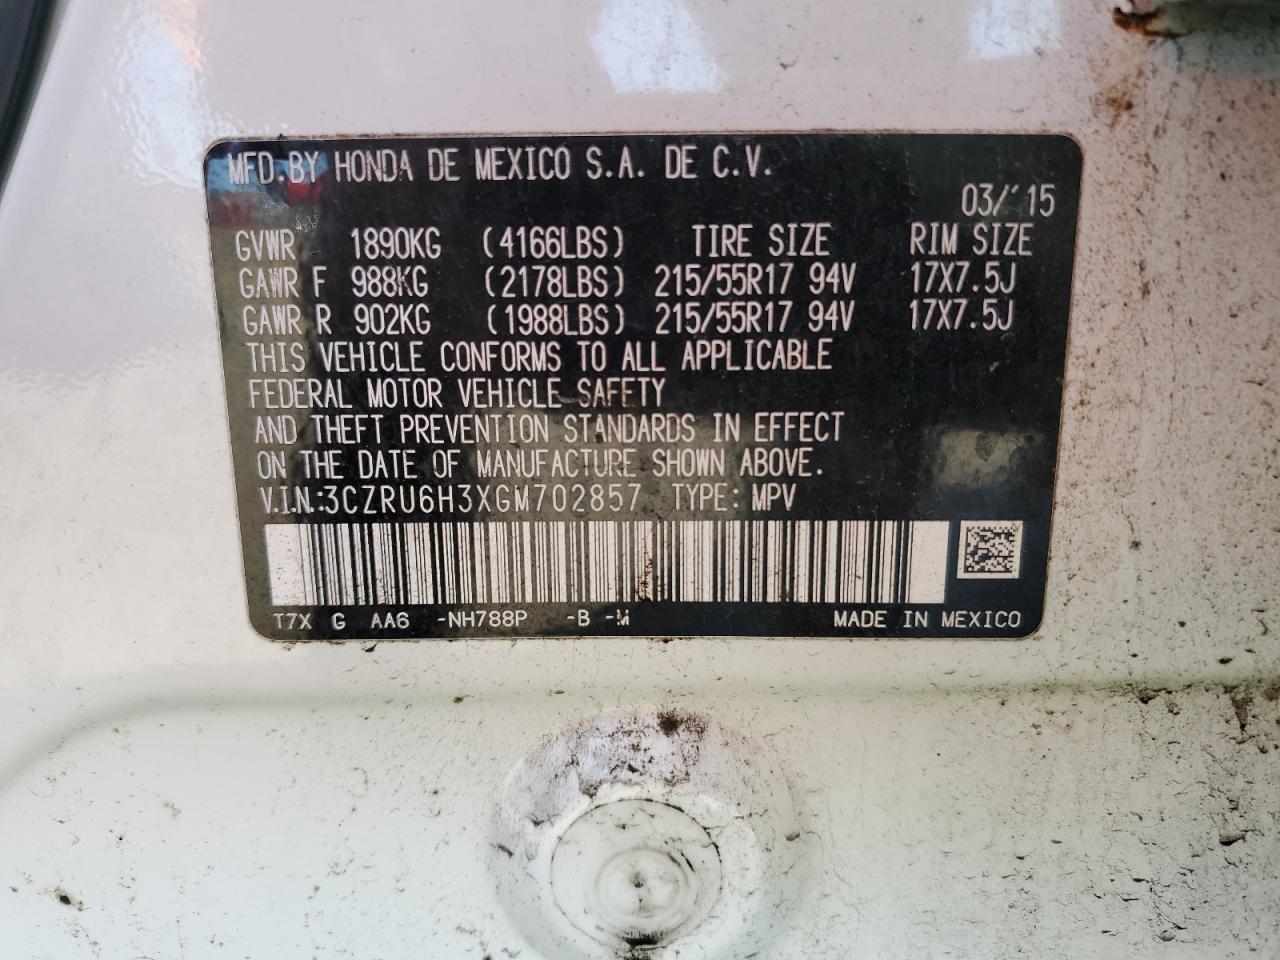 MFD.BY HONDA DE MEXICO S.A. DE C.V.
03/'15
GVWR 1890KG (4166LBS) TIRE SIZE RIM SIZE
GAWR F 988KG (2178LBS) 215/55R17 94V 17X7.5J
GAWR R 902KG (1988LBS) 215/55R17 94V 17X7.5J
THIS VEHICLE CONFORMS TO ALL APPLICABLE
FEDERAL MOTOR VEHICLE SAFETY
AND THEFT PREVENTION STANDARDS IN EFFECT
ON THE DATE OF MANUFACTURE SHOWN ABOVE.
V.I.N.:3CZRU6H3XGM702857 TYPE: MPV
T7X G AA6 -NH788P -B -M MADE IN MEXICO